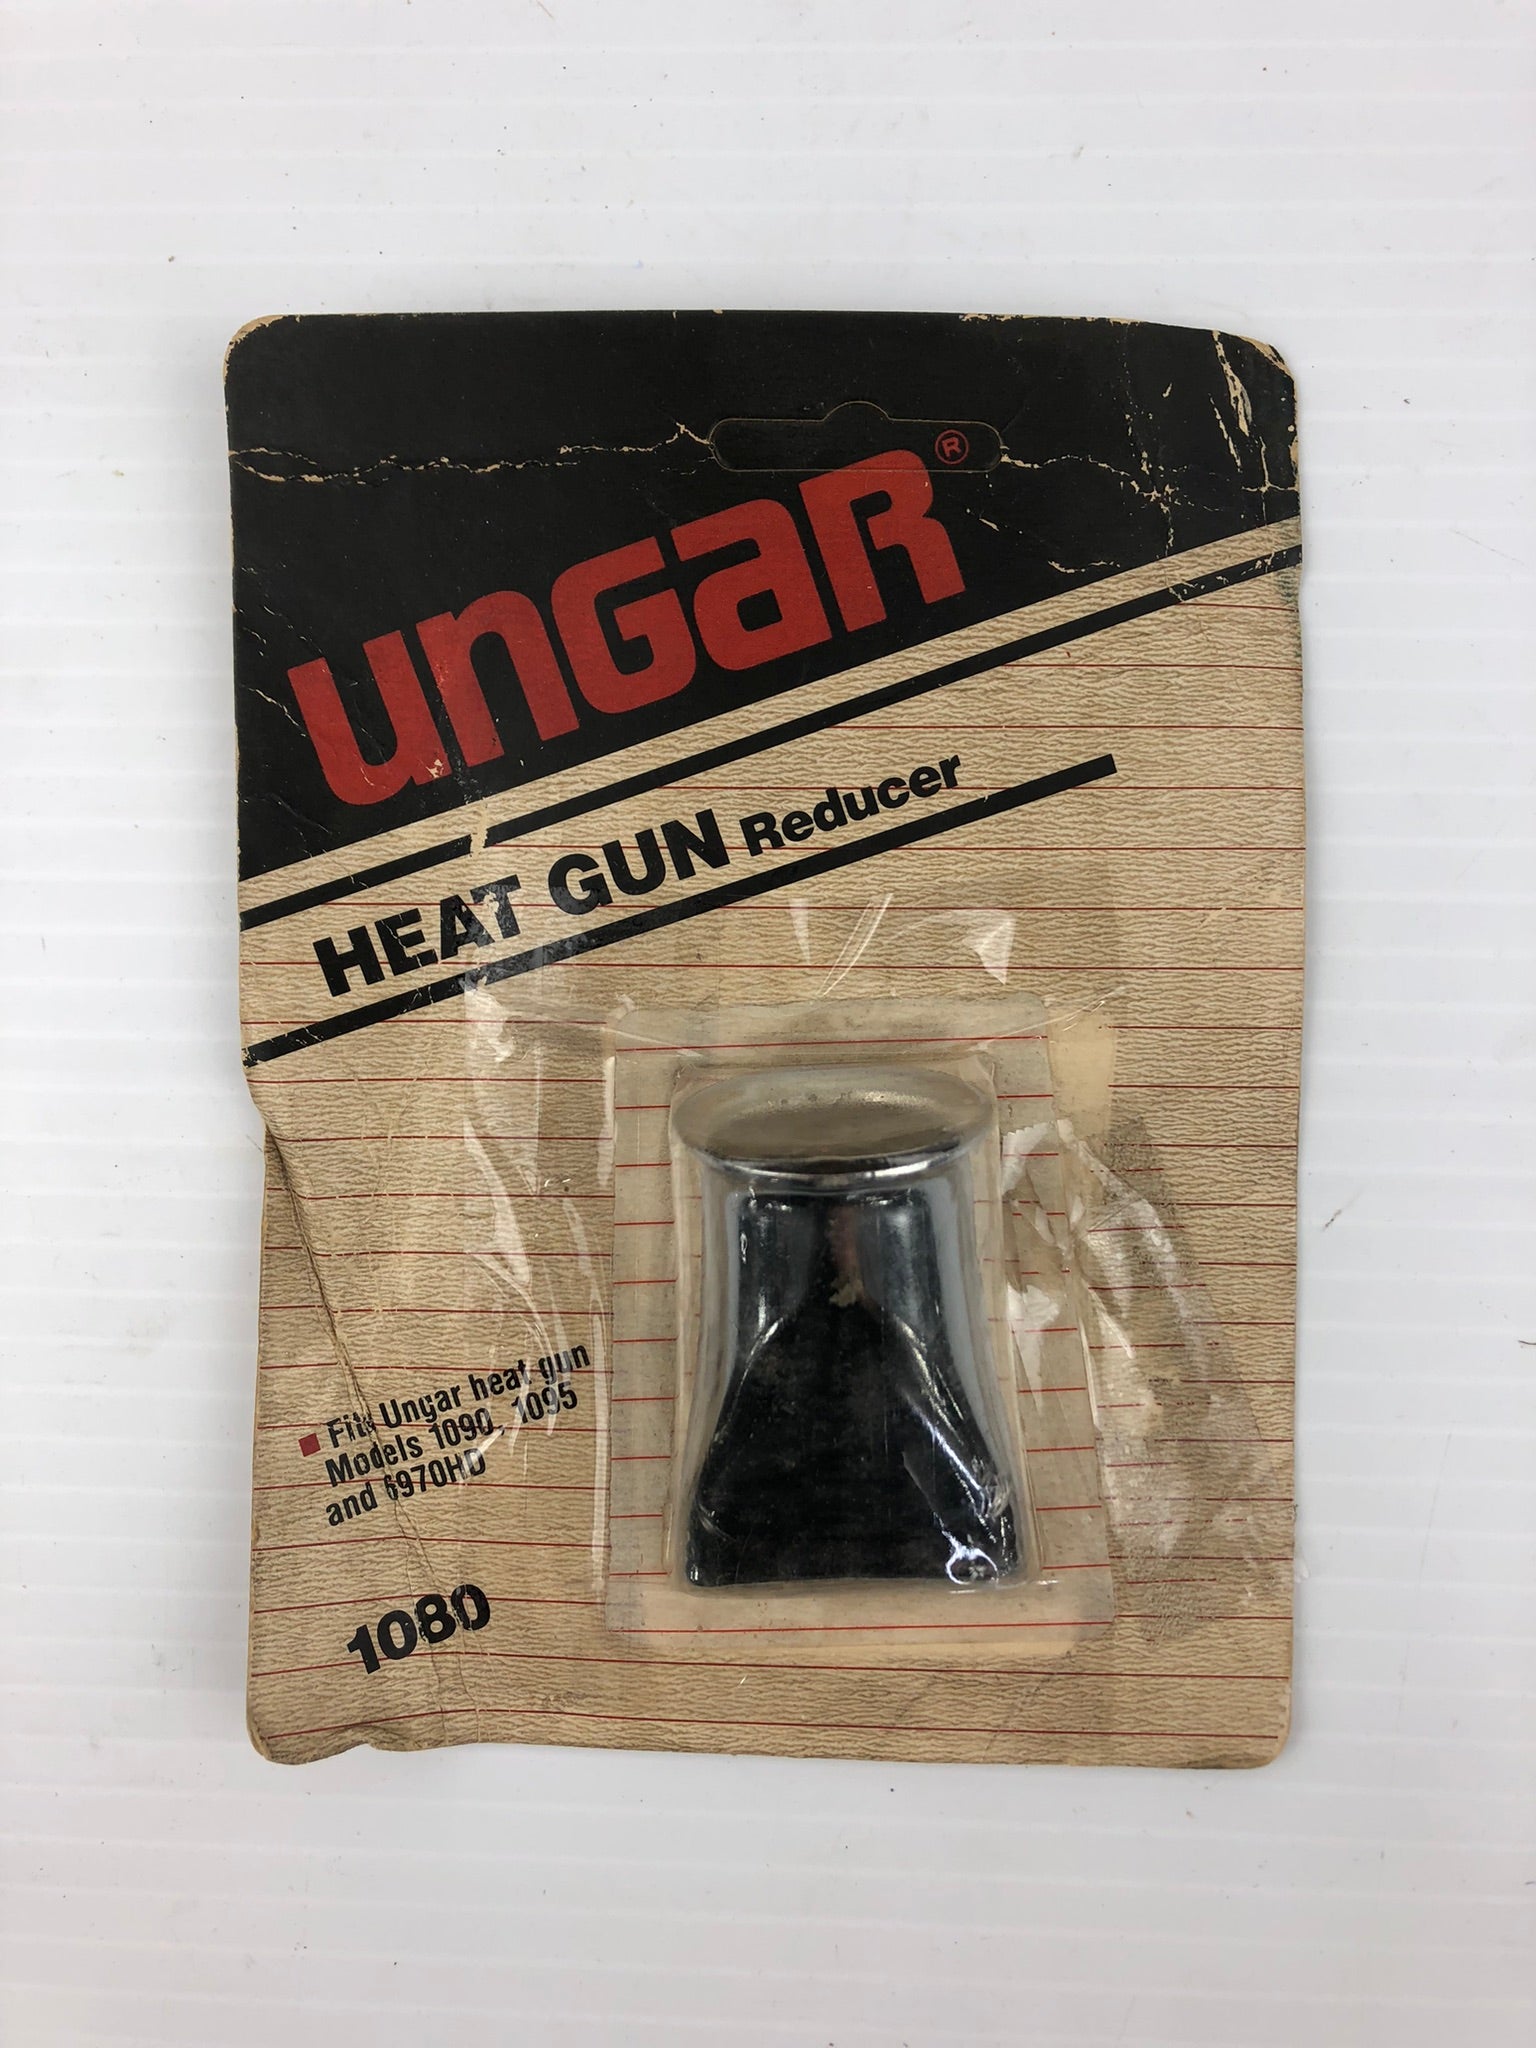 ungaR®
HEAT GUN Reducer
■ Fits Ungar heat gun
Models 1090, 1095
and 6970HD
1080